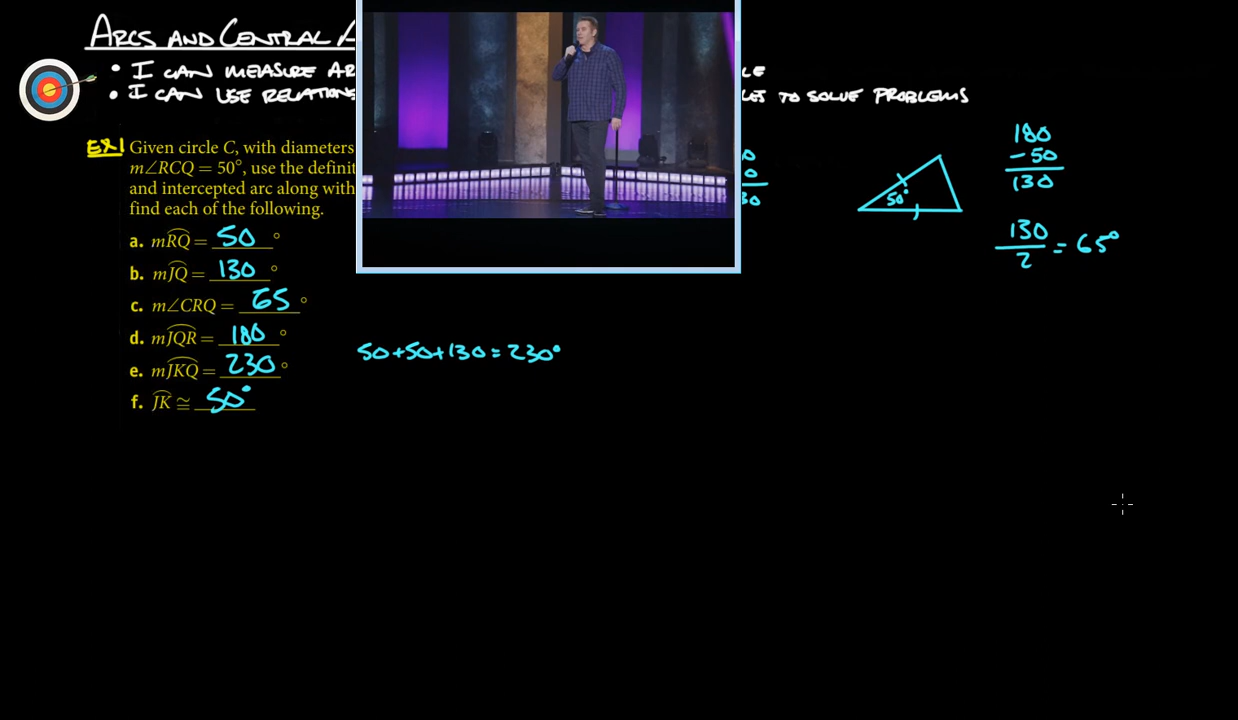 ARCS AND CENTRAL
• I CAN MEASURE AR
• I CAN USE RELATIONS TO SOLVE PROBLEMS
EX1 Given circle C, with diameters
m∠RCQ = 50°, use the definit
and intercepted arc along with
find each of the following.
a. mRQ = 50 °
b. mJQ = 130 °
c. m∠CRQ = 65 °
d. mJQR = 180 °
e. mJKQ = 230 °
f. JK ≅ 50°
50+50+130=230°
50°
180
-50
130
130/2 = 65°